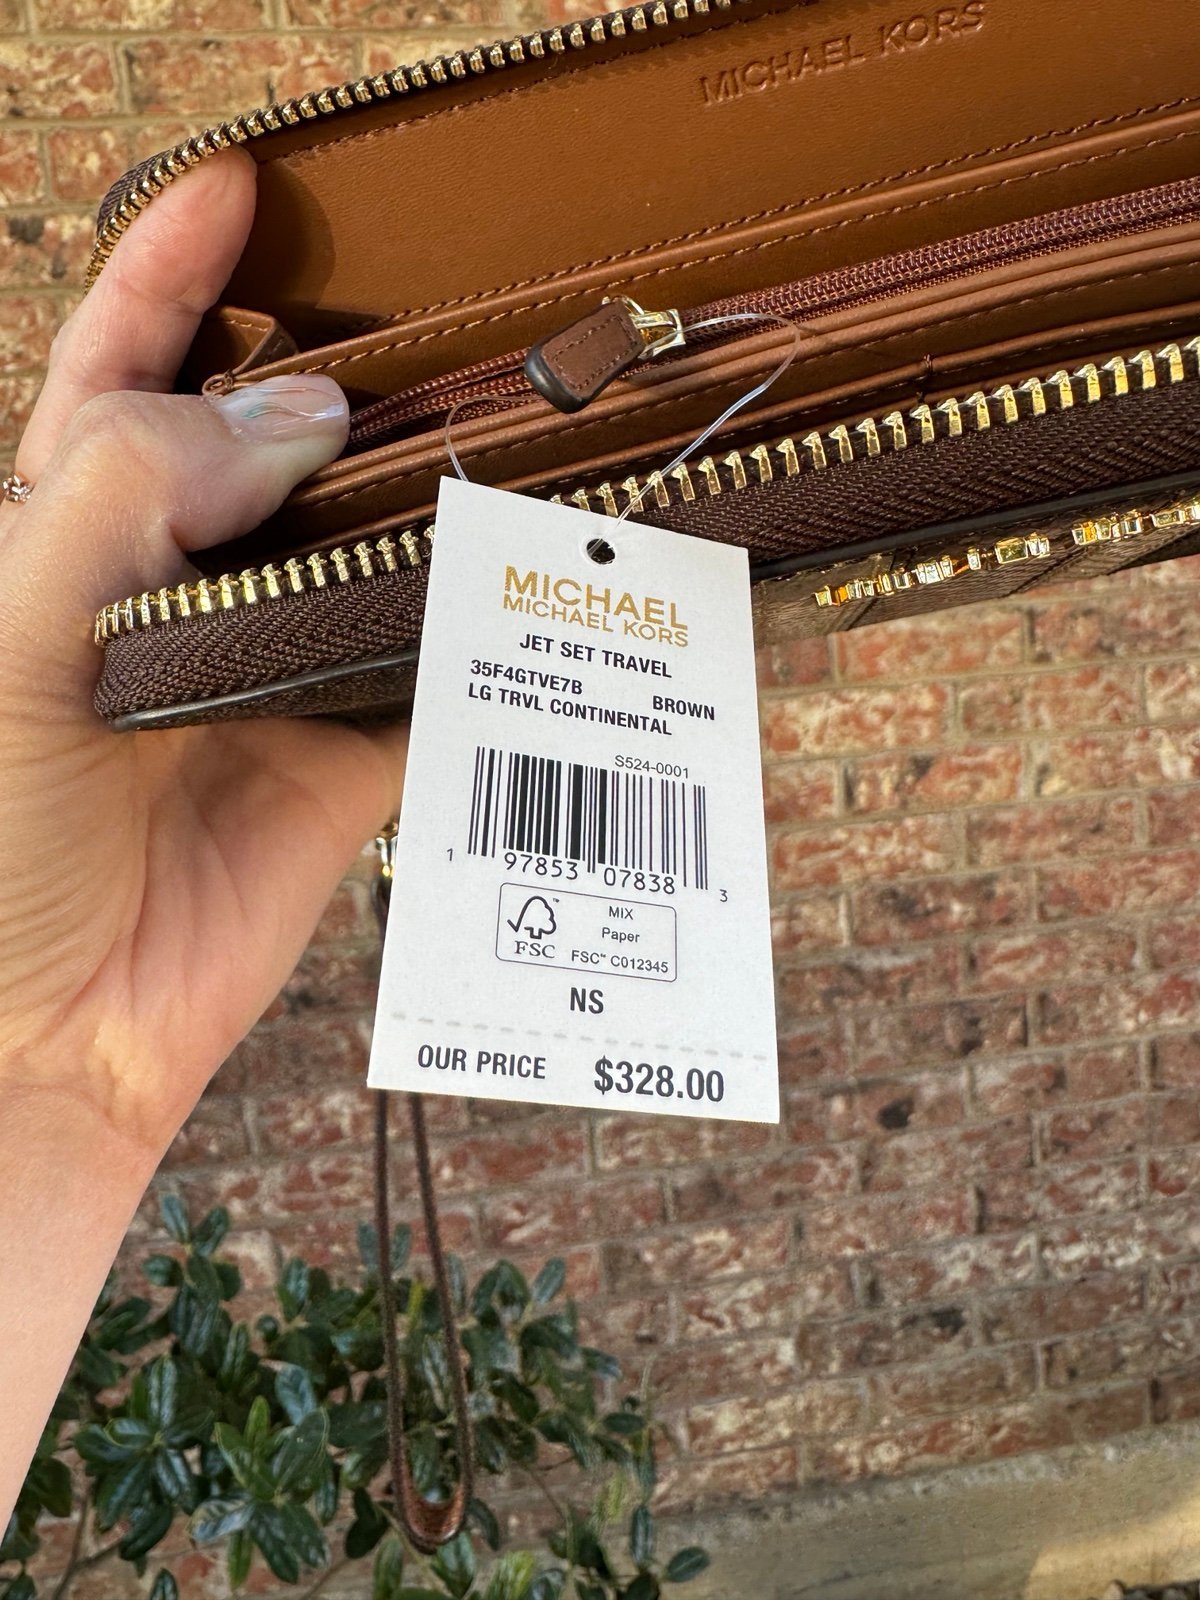 MICHAEL KORS
MICHAEL
MICHAEL KORS
JET SET TRAVEL
35F4GTVE7B BROWN
LG TRVL CONTINENTAL
S524-0001
1 97853 07838 3
FSC™
MIX
Paper
FSC™ C012345
NS
OUR PRICE $328.00